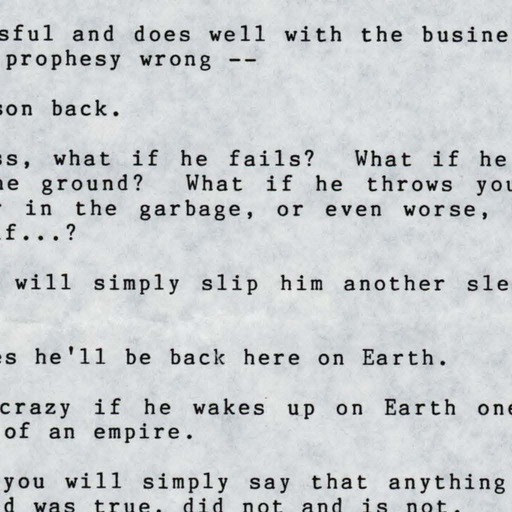 sful and does well with the busine
prophesy wrong --
son back.
ss, what if he fails?  What if he
he ground?  What if he throws you
in the garbage, or even worse,
lf...?
will simply slip him another sle
es he'll be back here on Earth.
crazy if he wakes up on Earth one
of an empire.
you will simply say that anything
d was true, did not and is not.